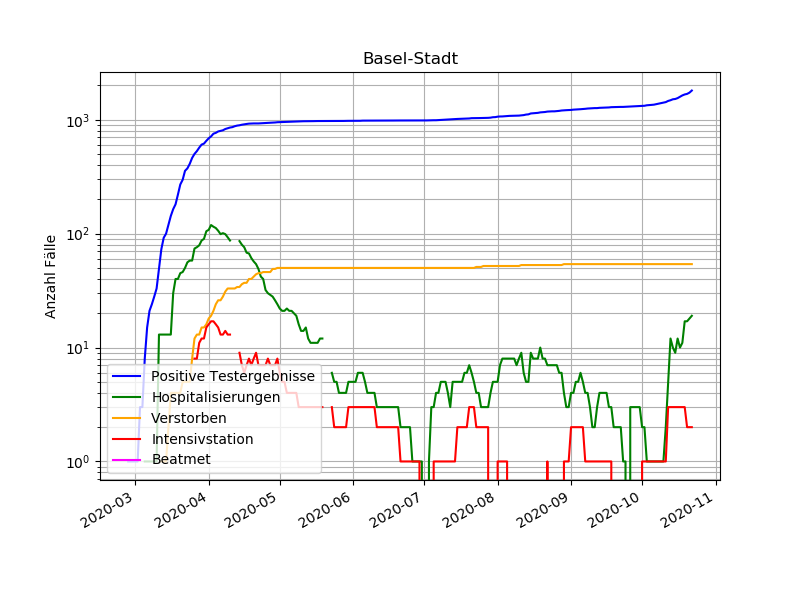 Basel-Stadt
Anzahl Fälle
10³
10²
10¹
10⁰
Positive Testergebnisse
Hospitalisierungen
Verstorben
Intensivstation
Beatmet
2020-03
2020-04
2020-05
2020-06
2020-07
2020-08
2020-09
2020-10
2020-11